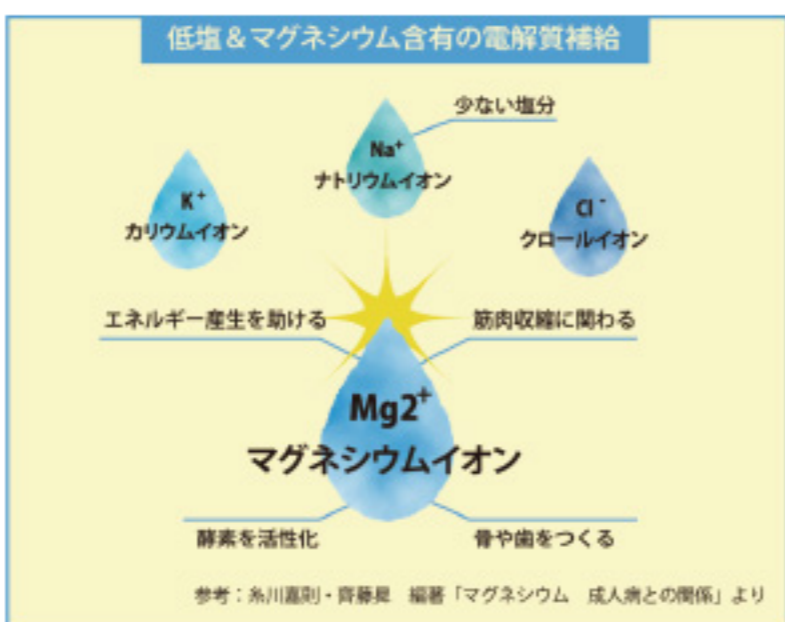 低塩&マグネシウム含有の電解質補給
少ない塩分
Na+
ナトリウムイオン
K+
カリウムイオン
Cl-
クロールイオン
エネルギー産生を助ける
筋肉収縮に関わる
Mg2+
マグネシウムイオン
酵素を活性化
骨や歯をつくる
参考：糸川嘉則・齊藤昇 編著「マグネシウム 成人病との関係」より